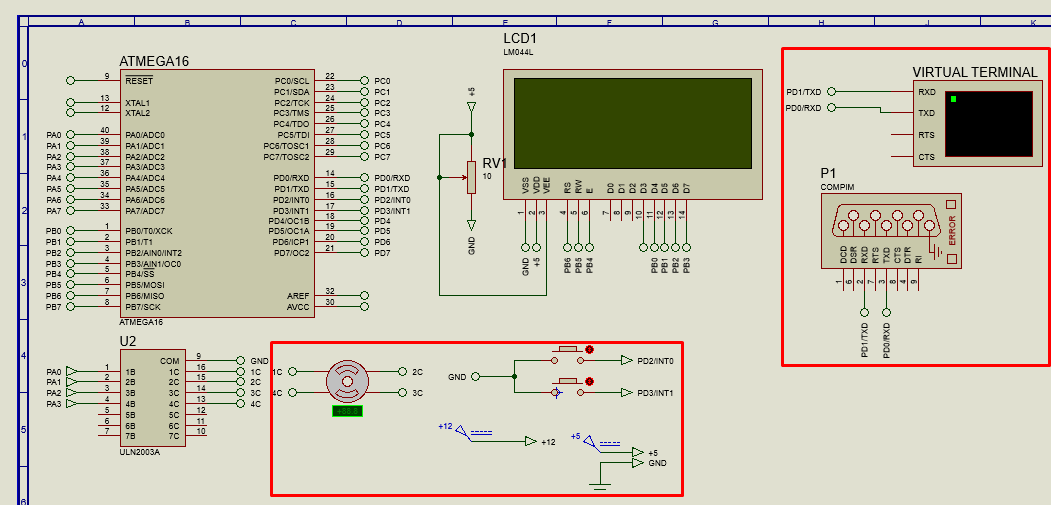 A B C D E F G H J K
0
1
2
3
4
5
6
ATMEGA16
9 RESET
13 XTAL1
12 XTAL2
PA0 40 PA0/ADC0
PA1 39 PA1/ADC1
PA2 38 PA2/ADC2
PA3 37 PA3/ADC3
PA4 36 PA4/ADC4
PA5 35 PA5/ADC5
PA6 34 PA6/ADC6
PA7 33 PA7/ADC7
PB0 1 PB0/T0/XCK
PB1 2 PB1/T1
PB2 3 PB2/AIN0/INT2
PB3 4 PB3/AIN1/OC0
PB4 5 PB4/SS
PB5 6 PB5/MOSI
PB6 7 PB6/MISO
PB7 8 PB7/SCK
PC0/SCL 22 PC0
PC1/SDA 23 PC1
PC2/TCK 24 PC2
PC3/TMS 25 PC3
PC4/TDO 26 PC4
PC5/TDI 27 PC5
PC6/TOSC1 28 PC6
PC7/TOSC2 29 PC7
PD0/RXD 14 PD0/RXD
PD1/TXD 15 PD1/TXD
PD2/INT0 16 PD2/INT0
PD3/INT1 17 PD3/INT1
PD4/OC1B 18 PD4
PD5/OC1A 19 PD5
PD6/ICP1 20 PD6
PD7/OC2 21 PD7
AREF 32
AVCC 30
ATMEGA16
LCD1
LM044L
VSS VDD VEE RS RW E D0 D1 D2 D3 D4 D5 D6 D7
1 2 3 4 5 6 7 8 9 10 11 12 13 14
GND +5 PB6 PB5 PB4 PB0 PB1 PB2 PB3
+5
RV1
10
GND
VIRTUAL TERMINAL
PD1/TXD RXD
PD0/RXD TXD
RTS
CTS
P1
COMPIM
ERROR
DCD DSR RXD RTS TXD CTS DTR RI
1 6 2 7 3 8 4 9
PD1/TXD PD0/RXD
U2
COM 9 GND
PA0 1 1B 1C 16 1C
PA1 2 2B 2C 15 2C
PA2 3 3B 3C 14 3C
PA3 4 4B 4C 13 4C
5 5B 5C 12
6 6B 6C 11
7 7B 7C 10
ULN2003A
1C 2C
4C 3C
GND
PD2/INT0
PD3/INT1
+12 +12
+5 +5
GND